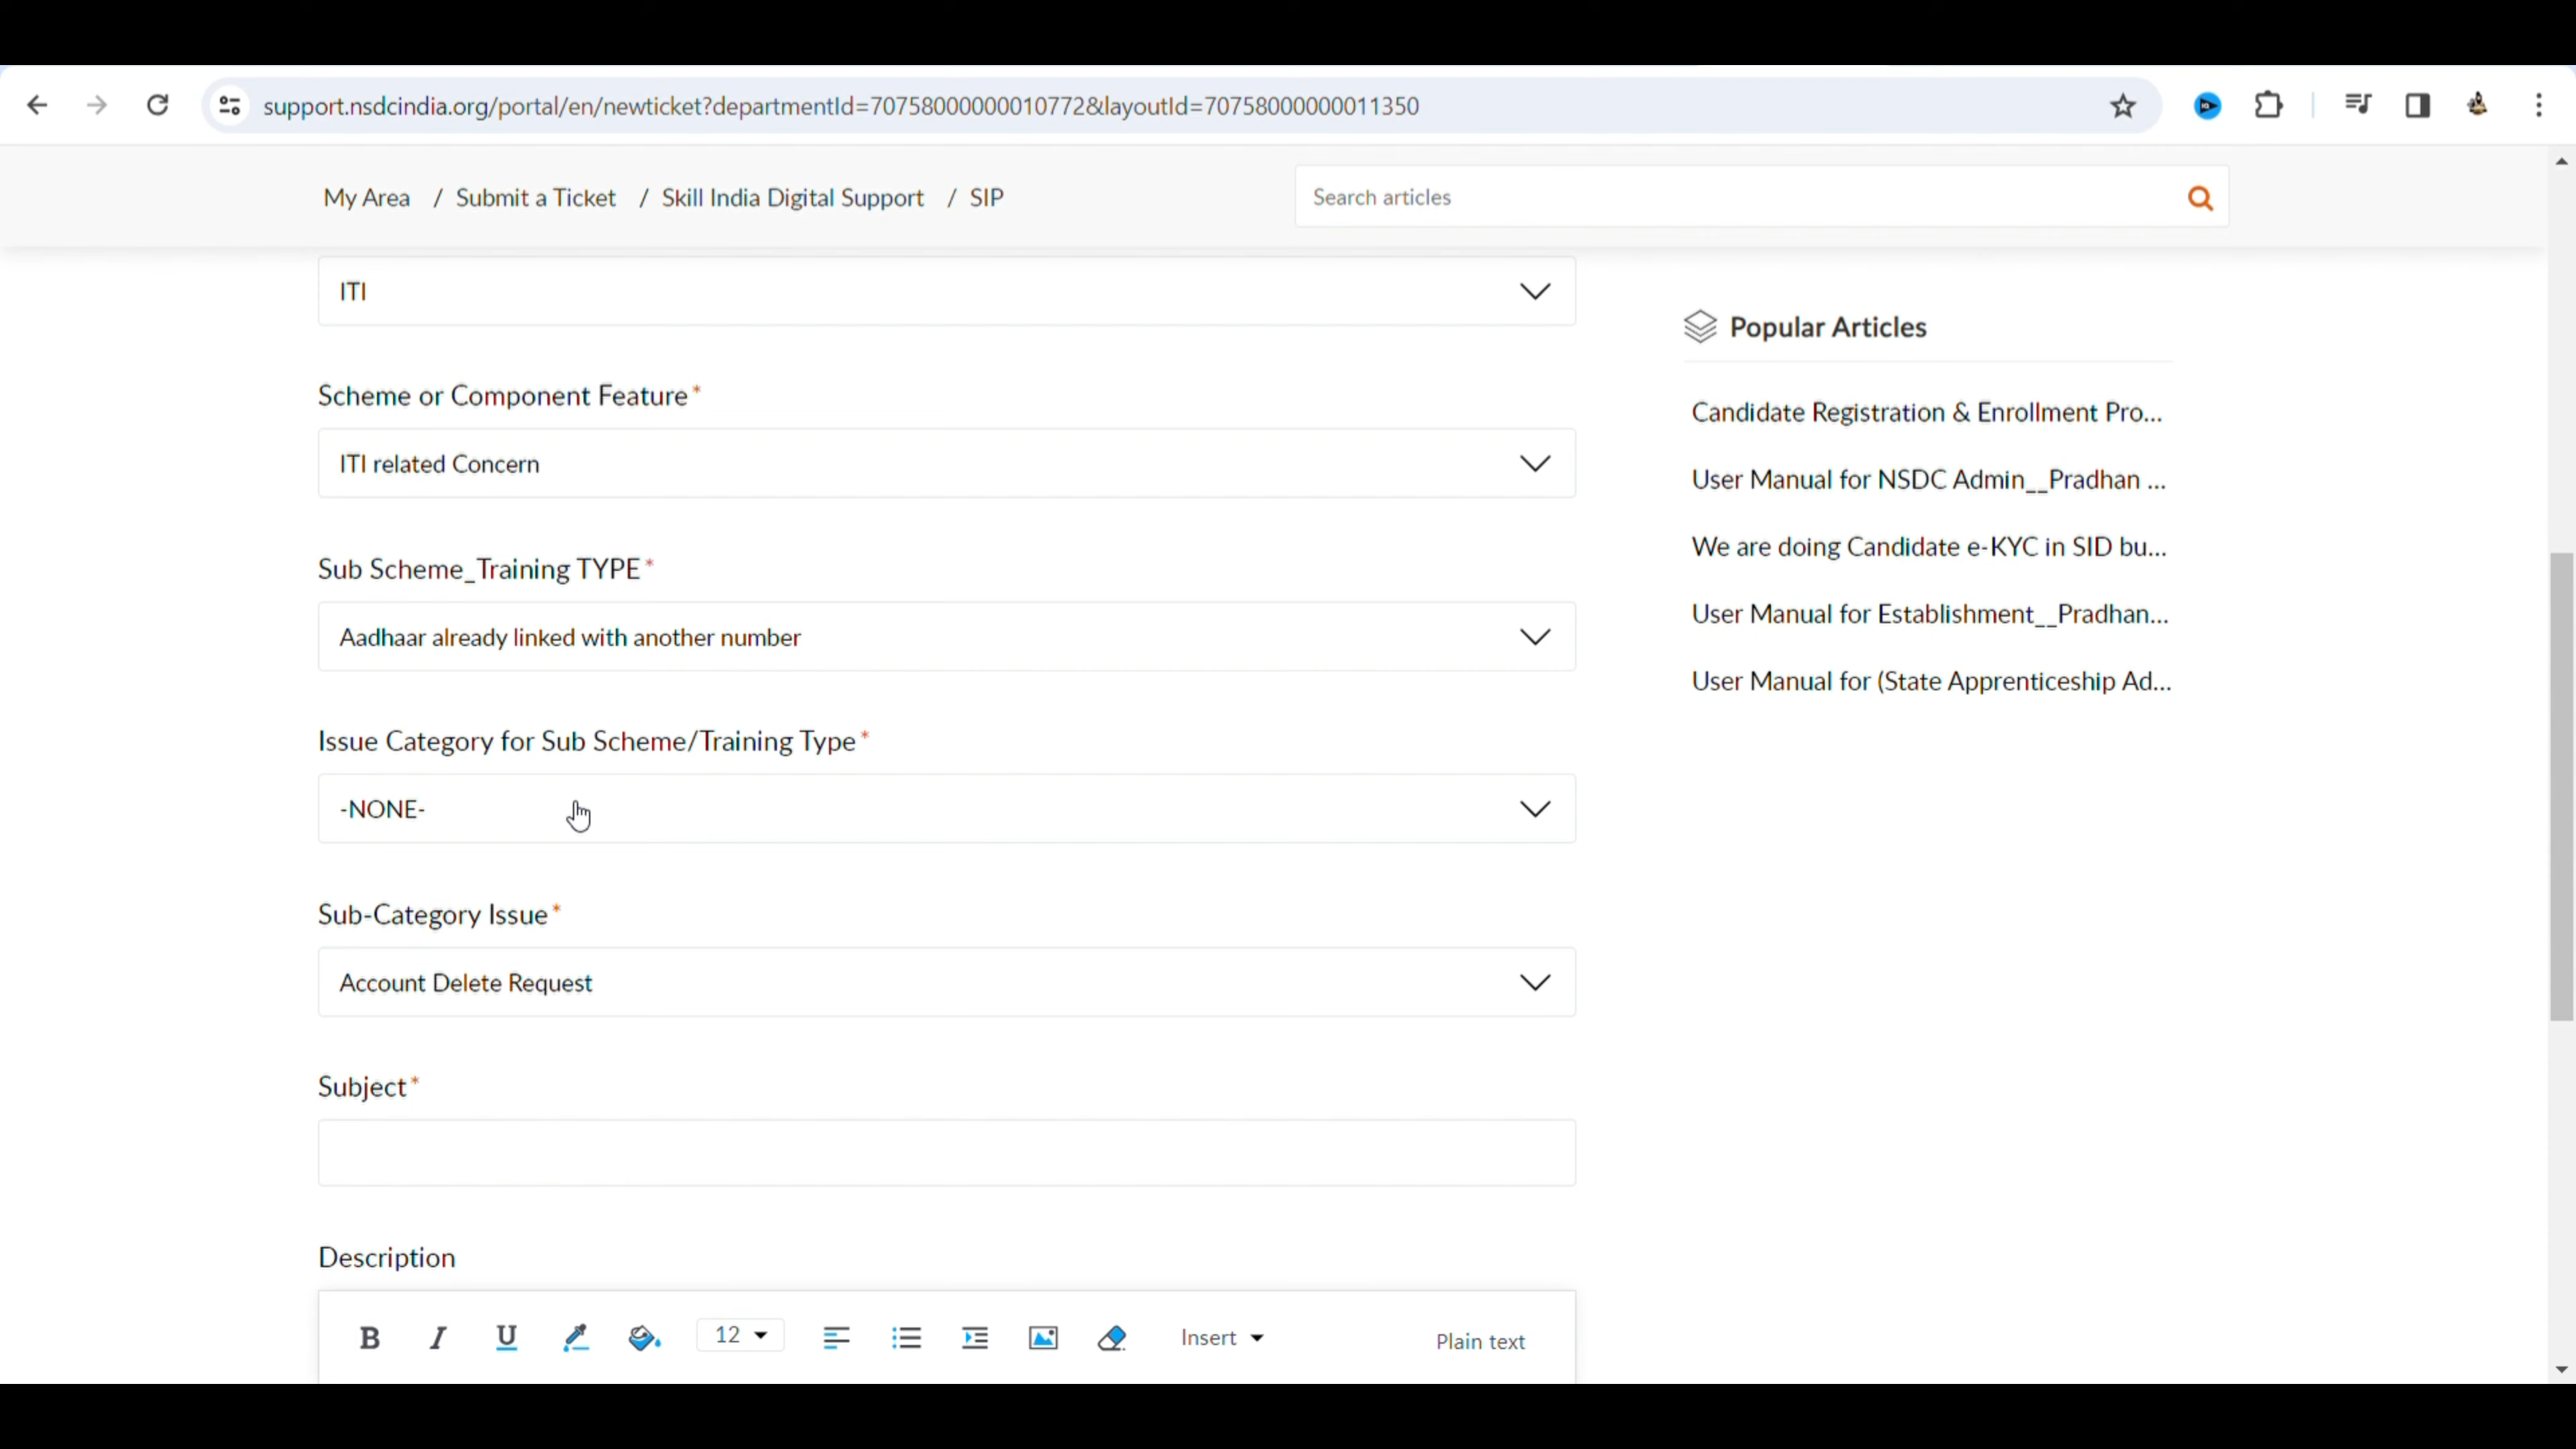 support.nsdcindia.org/portal/en/newticket?departmentId=70758000000010772&layoutId=70758000000011350
My Area / Submit a Ticket / Skill India Digital Support / SIP
Search articles
ITI
Scheme or Component Feature*
ITI related Concern
Sub Scheme_Training TYPE*
Aadhaar already linked with another number
Issue Category for Sub Scheme/Training Type*
-NONE-
Sub-Category Issue*
Account Delete Request
Subject*
Description
B I U 12 Insert Plain text
Popular Articles
Candidate Registration & Enrollment Pro...
User Manual for NSDC Admin__Pradhan ...
We are doing Candidate e-KYC in SID bu...
User Manual for Establishment__Pradhan...
User Manual for (State Apprenticeship Ad...